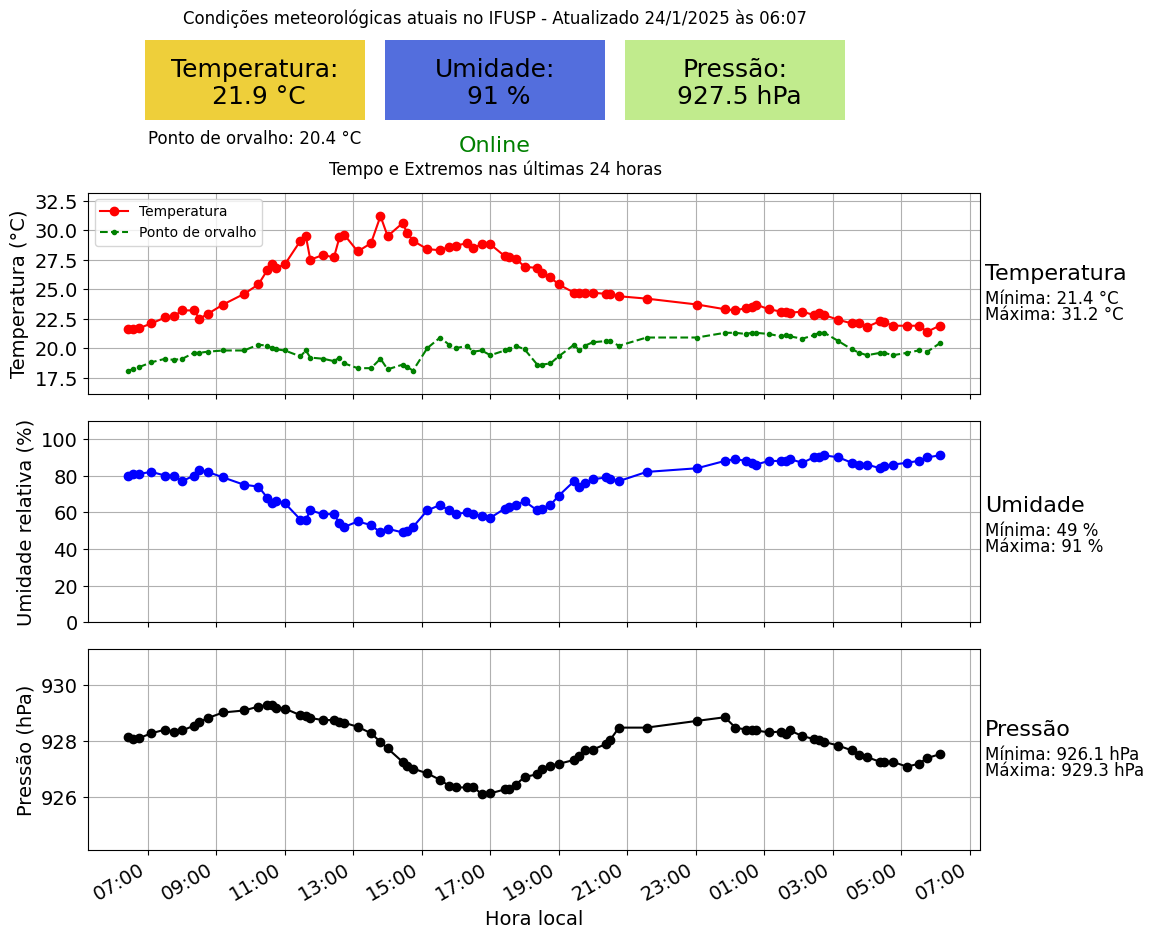 Condições meteorológicas atuais no IFUSP - Atualizado 24/1/2025 às 06:07
Temperatura:
21.9 °C
Umidade:
91 %
Pressão:
927.5 hPa
Ponto de orvalho: 20.4 °C
Online
Tempo e Extremos nas últimas 24 horas
Temperatura (°C)
32.5
30.0
27.5
25.0
22.5
20.0
17.5
Temperatura
Ponto de orvalho
Temperatura
Mínima: 21.4 °C
Máxima: 31.2 °C
Umidade relativa (%)
100
80
60
40
20
0
Umidade
Mínima: 49 %
Máxima: 91 %
Pressão (hPa)
930
928
926
Pressão
Mínima: 926.1 hPa
Máxima: 929.3 hPa
07:00
09:00
11:00
13:00
15:00
17:00
19:00
21:00
23:00
01:00
03:00
05:00
07:00
Hora local